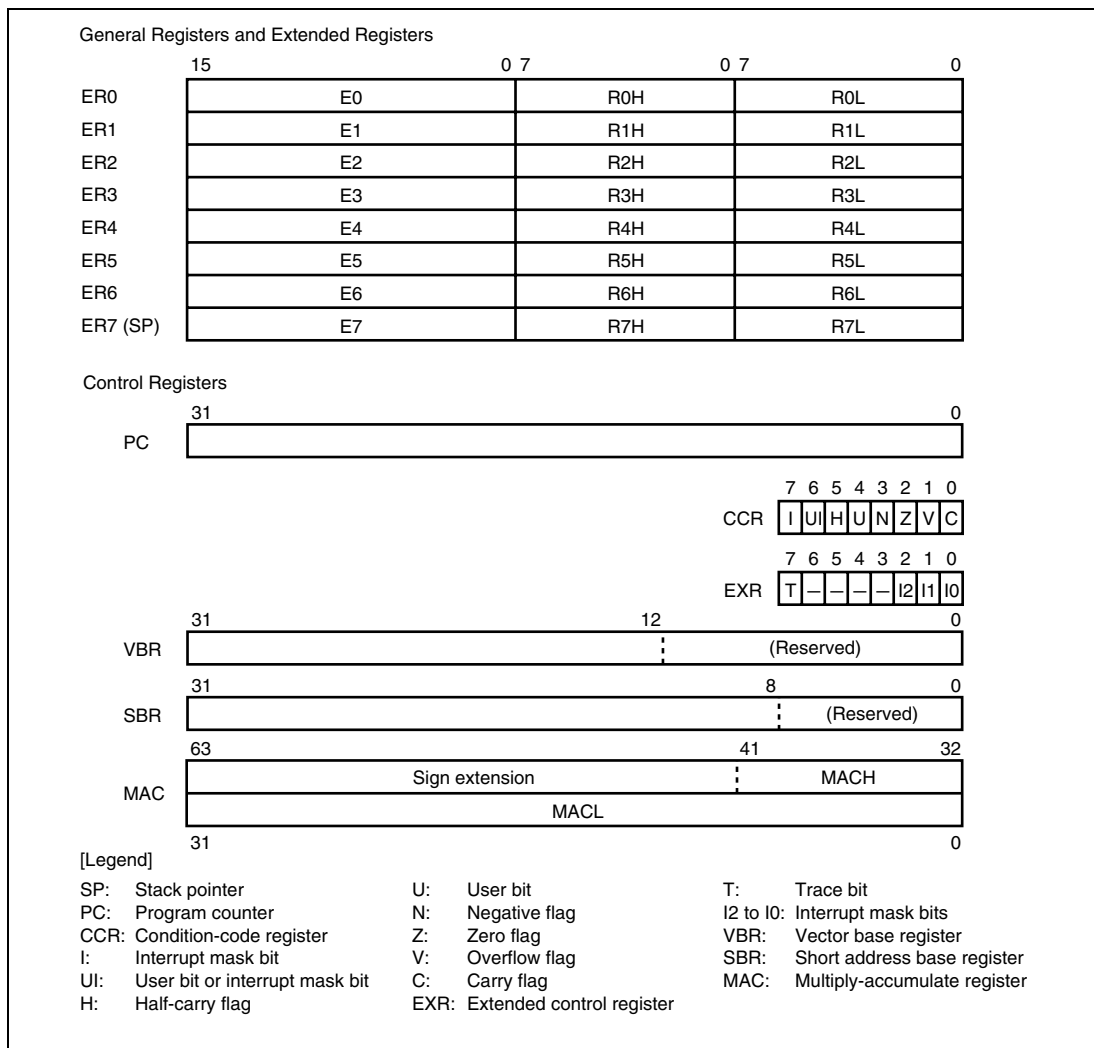 General Registers and Extended Registers
15 0 7 0 7 0
ER0 E0 R0H R0L
ER1 E1 R1H R1L
ER2 E2 R2H R2L
ER3 E3 R3H R3L
ER4 E4 R4H R4L
ER5 E5 R5H R5L
ER6 E6 R6H R6L
ER7 (SP) E7 R7H R7L
Control Registers
31 0
PC
7 6 5 4 3 2 1 0
CCR I UI H U N Z V C
7 6 5 4 3 2 1 0
EXR T — — — — I2 I1 I0
31 12 0
VBR (Reserved)
31 8 0
SBR (Reserved)
63 41 32
Sign extension MACH
MAC
MACL
31 0
[Legend]
SP: Stack pointer U: User bit T: Trace bit
PC: Program counter N: Negative flag I2 to I0: Interrupt mask bits
CCR: Condition-code register Z: Zero flag VBR: Vector base register
I: Interrupt mask bit V: Overflow flag SBR: Short address base register
UI: User bit or interrupt mask bit C: Carry flag MAC: Multiply-accumulate register
H: Half-carry flag EXR: Extended control register